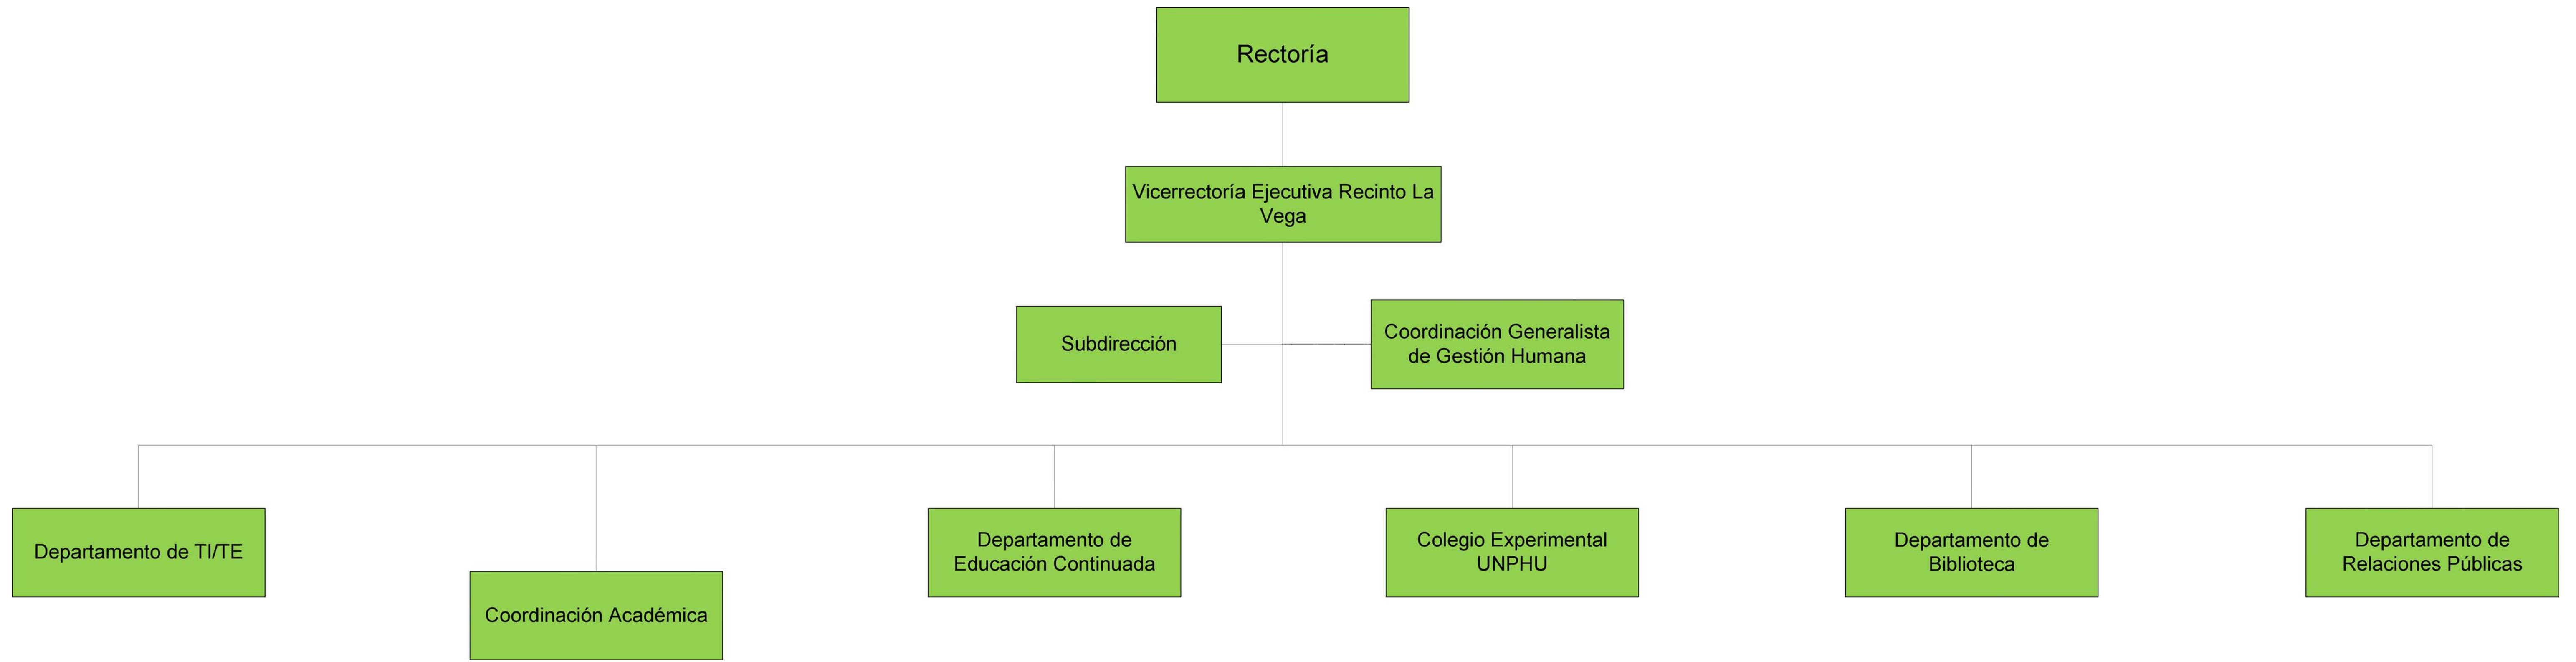 Rectoría
Vicerrectoría Ejecutiva Recinto La
Vega
Subdirección
Coordinación Generalista
de Gestión Humana
Departamento de TI/TE
Coordinación Académica
Departamento de
Educación Continuada
Colegio Experimental
UNPHU
Departamento de
Biblioteca
Departamento de
Relaciones Públicas